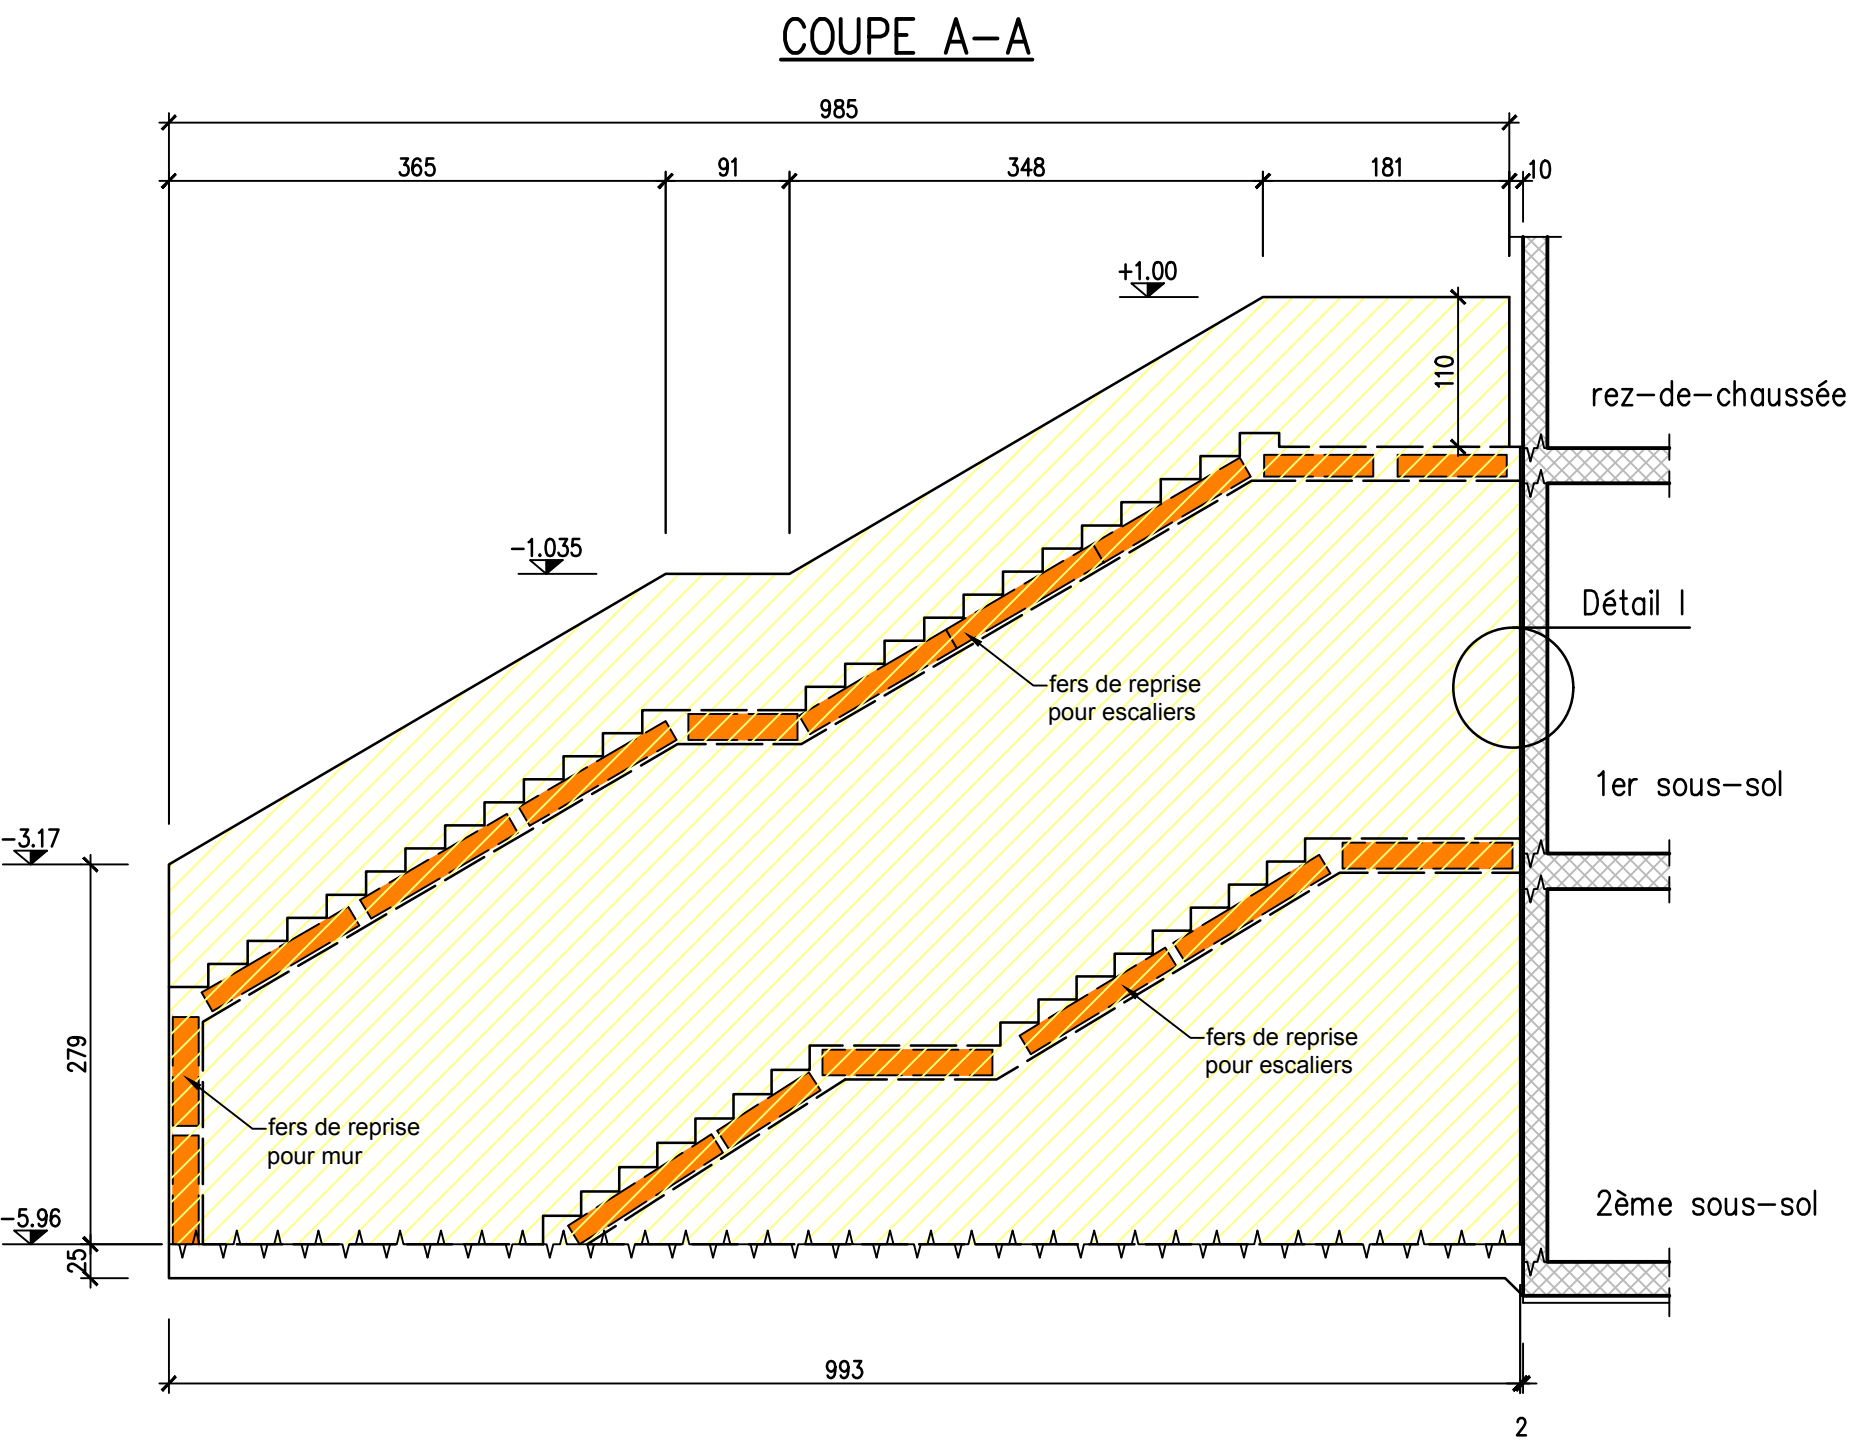 COUPE A-A
985
365 91 348 181 10
+1.00
110
rez-de-chaussée
-1.035
Détail I
fers de reprise
pour escaliers
1er sous-sol
-3.17
279
fers de reprise
pour escaliers
fers de reprise
pour mur
2ème sous-sol
-5.96
25
993
2